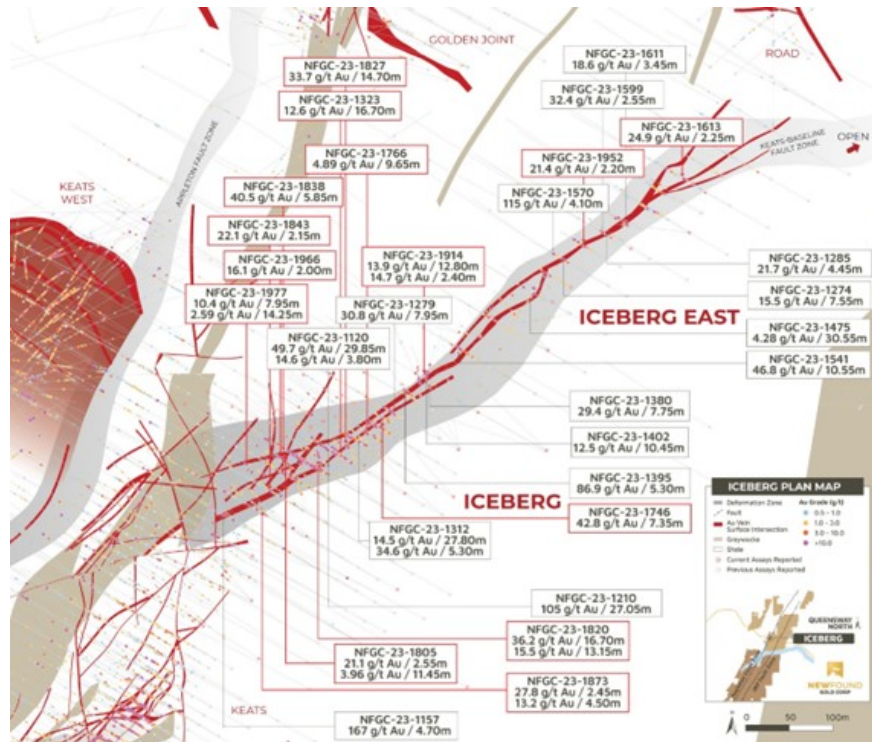 GOLDEN JOINT
ROAD
NFGC-23-1827
33.7 g/t Au / 14.70m
NFGC-23-1323
12.6 g/t Au / 16.70m
NFGC-23-1766
4.89 g/t Au / 9.65m
NFGC-23-1838
40.5 g/t Au / 5.85m
NFGC-23-1843
22.1 g/t Au / 2.15m
NFGC-23-1966
16.1 g/t Au / 2.00m
NFGC-23-1977
10.4 g/t Au / 7.95m
2.59 g/t Au / 14.25m
NFGC-23-1120
49.7 g/t Au / 29.85m
14.6 g/t Au / 3.80m
NFGC-23-1279
30.8 g/t Au / 7.95m
NFGC-23-1914
13.9 g/t Au / 12.80m
14.7 g/t Au / 2.40m
NFGC-23-1611
18.6 g/t Au / 3.45m
NFGC-23-1599
32.4 g/t Au / 2.55m
NFGC-23-1613
24.9 g/t Au / 2.25m
NFGC-23-1952
21.4 g/t Au / 2.20m
NFGC-23-1570
115 g/t Au / 4.10m
KEATS-BASELINE
FAULT ZONE
OPEN
APPLETON FAULT ZONE
KEATS
WEST
NFGC-23-1285
21.7 g/t Au / 4.45m
NFGC-23-1274
15.5 g/t Au / 7.55m
NFGC-23-1475
4.28 g/t Au / 30.55m
NFGC-23-1541
46.8 g/t Au / 10.55m
ICEBERG EAST
NFGC-23-1380
29.4 g/t Au / 7.75m
NFGC-23-1402
12.5 g/t Au / 10.45m
NFGC-23-1395
86.9 g/t Au / 5.30m
ICEBERG
NFGC-23-1746
42.8 g/t Au / 7.35m
NFGC-23-1312
14.5 g/t Au / 27.80m
34.6 g/t Au / 5.30m
NFGC-23-1210
105 g/t Au / 27.05m
NFGC-23-1820
36.2 g/t Au / 16.70m
15.5 g/t Au / 13.15m
NFGC-23-1805
21.1 g/t Au / 2.55m
3.96 g/t Au / 11.45m
NFGC-23-1873
27.8 g/t Au / 2.45m
13.2 g/t Au / 4.50m
KEATS
NFGC-23-1157
167 g/t Au / 4.70m
ICEBERG PLAN MAP
Deformation Zone
Fault
Au Vein
Surface Intersection
Greywacke
Shale
Current Assays Reported
Previous Assays Reported
Au Grade (g/t)
0.5 - 1.0
1.0 - 3.0
3.0 - 10.0
>10.0
QUEENSWAY
NORTH
ICEBERG
NEWFOUND
GOLD CORP
0 50 100m